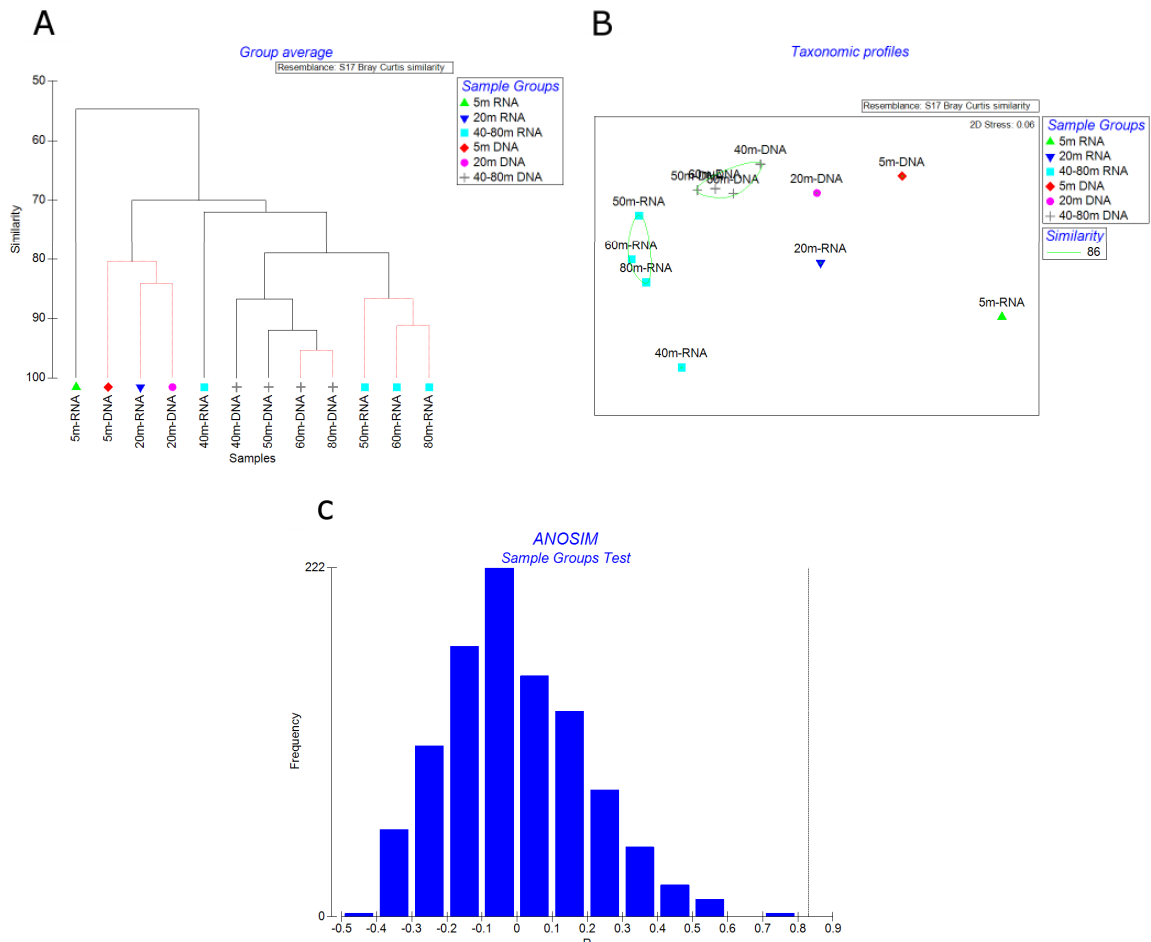 A
Group average
Resemblance: S17 Bray Curtis similarity
Sample Groups
5m RNA
20m RNA
40-80m RNA
5m DNA
20m DNA
40-80m DNA
Similarity
50
60
70
80
90
100
5m-RNA
5m-DNA
20m-RNA
20m-DNA
40m-RNA
40m-DNA
50m-DNA
60m-DNA
80m-DNA
50m-RNA
60m-RNA
80m-RNA
Samples
B
Taxonomic profiles
Resemblance: S17 Bray Curtis similarity
2D Stress: 0.06
40m-DNA
5m-DNA
50m-DNA
60m-DNA
80m-DNA
20m-DNA
50m-RNA
60m-RNA
20m-RNA
80m-RNA
5m-RNA
40m-RNA
Sample Groups
5m RNA
20m RNA
40-80m RNA
5m DNA
20m DNA
40-80m DNA
Similarity
86
C
ANOSIM
Sample Groups Test
222
Frequency
0
-0.5 -0.4 -0.3 -0.2 -0.1 0 0.1 0.2 0.3 0.4 0.5 0.6 0.7 0.8 0.9